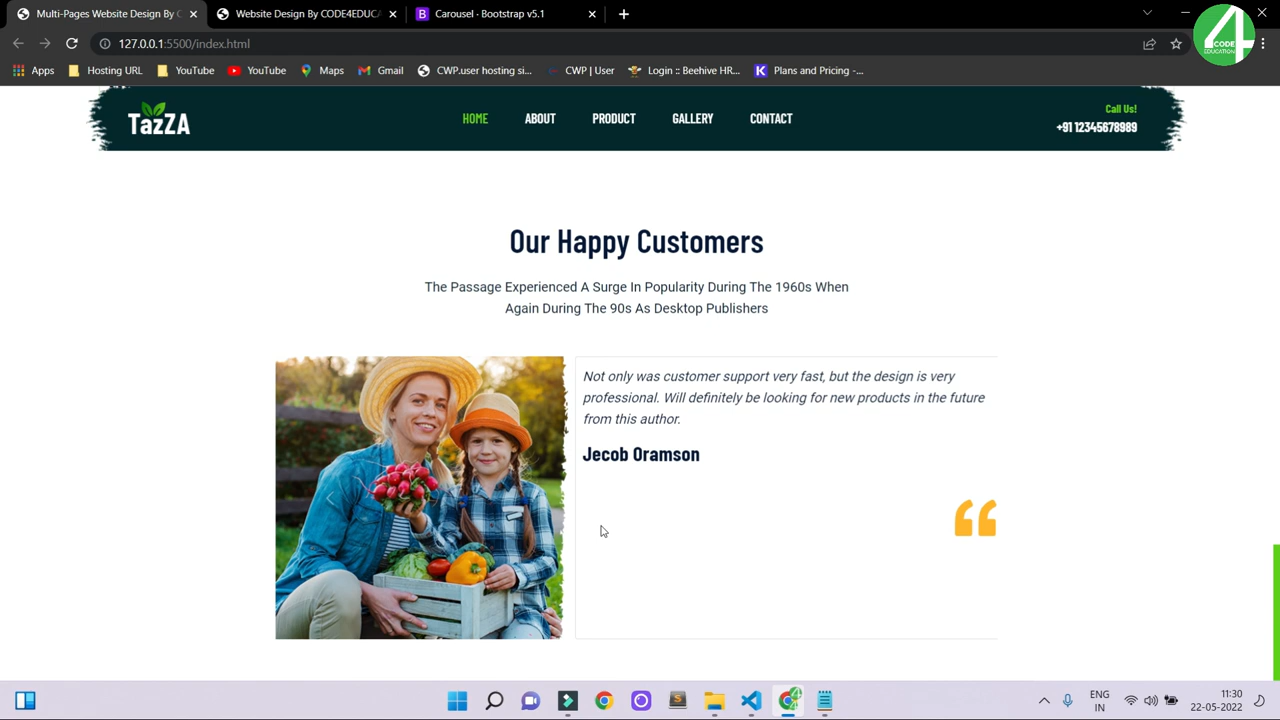 Multi-Pages Website Design By C
Website Design By CODE4EDUCA
Carousel - Bootstrap v5.1
127.0.0.1:5500/index.html
4
CODE
EDUCATION
Apps
Hosting URL
YouTube
YouTube
Maps
Gmail
CWP.user hosting si...
CWP | User
Login :: Beehive HR...
Plans and Pricing -...
TazZA
HOME
ABOUT
PRODUCT
GALLERY
CONTACT
Call Us!
+91 12345678989
Our Happy Customers
The Passage Experienced A Surge In Popularity During The 1960s When
Again During The 90s As Desktop Publishers
Not only was customer support very fast, but the design is very
professional. Will definitely be looking for new products in the future
from this author.
Jecob Oramson
ENG
IN
11:30
22-05-2022